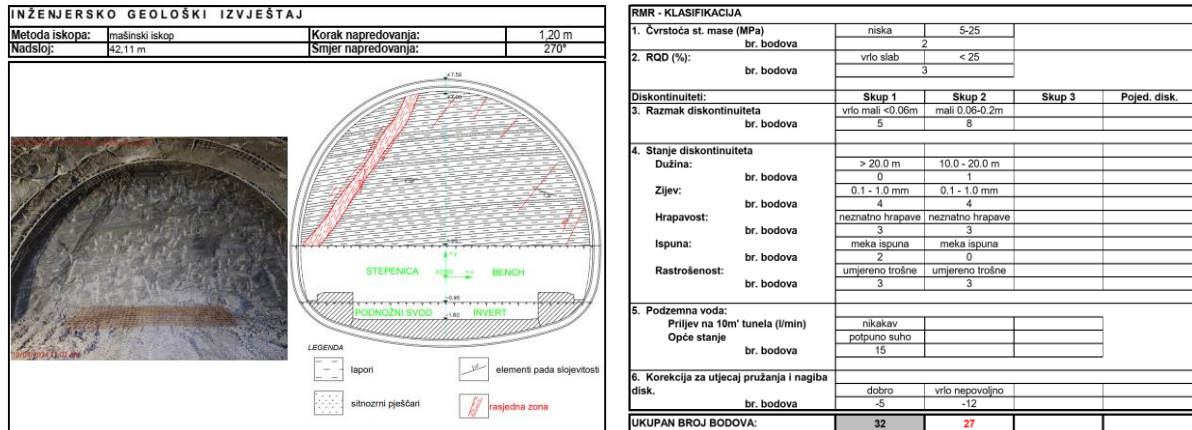 INŽENJERSKO GEOLOŠKI IZVJEŠTAJ
Metoda iskopa: mašinski iskop Korak napredovanja: 1,20 m
Nadsloj: 42,11 m Smjer napredovanja: 270°
+7.50
STEPENICA BENCH
+y
+x
-0.95
PODNOŽNI SVOD INVERT
-1.60
LEGENDA
lapori
elementi pada slojevitosti
sitnozrni pješčari
rasjedna zona
RMR - KLASIFIKACIJA
1. Čvrstoća st. mase (MPa) niska 5-25
br. bodova 2
2. RQD (%): vrlo slab < 25
br. bodova 3
Diskontinuiteti: Skup 1 Skup 2 Skup 3 Pojed. disk.
3. Razmak diskontinuiteta vrlo mali <0.06m mali 0.06-0.2m
br. bodova 5 8
4. Stanje diskontinuiteta
Dužina: > 20.0 m 10.0 - 20.0 m
br. bodova 0 1
Zijev: 0.1 - 1.0 mm 0.1 - 1.0 mm
br. bodova 4 4
Hrapavost: neznatno hrapave neznatno hrapave
br. bodova 3 3
Ispuna: meka ispuna meka ispuna
br. bodova 2 0
Rastrošenost: umjereno trošne umjereno trošne
br. bodova 3 3
5. Podzemna voda:
Priljev na 10m' tunela (l/min) nikakav
Opće stanje potpuno suho
br. bodova 15
6. Korekcija za utjecaj pružanja i nagiba
disk. dobro vrlo nepovoljno
br. bodova -5 -12
UKUPAN BROJ BODOVA: 32 27